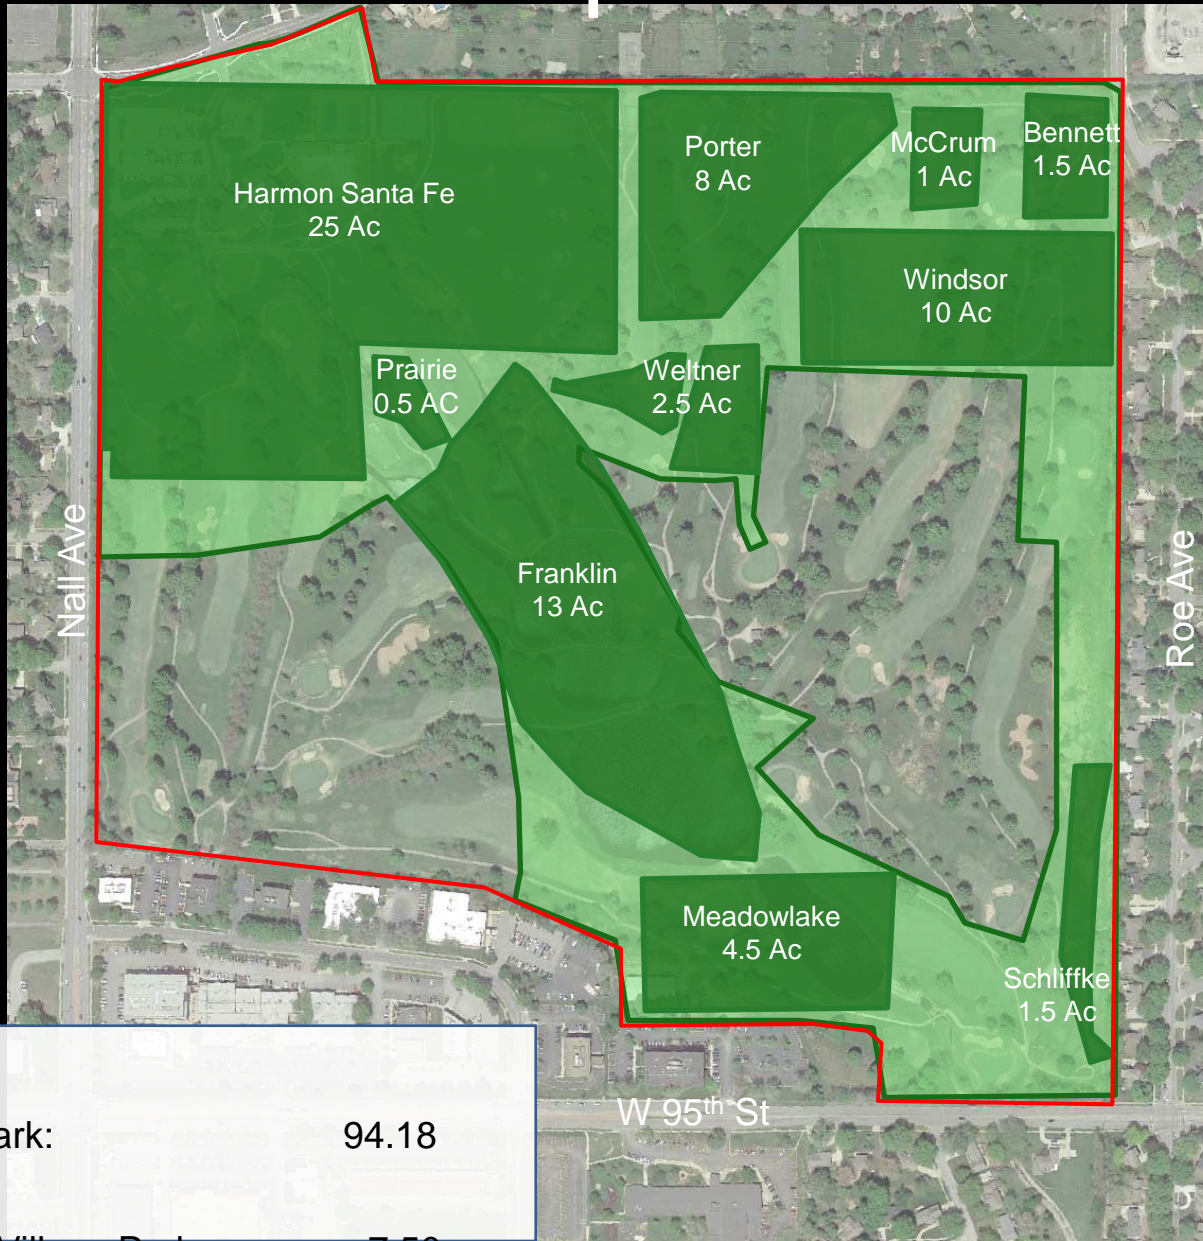 Harmon Santa Fe
25 Ac
Porter
8 Ac
McCrum
1 Ac
Bennett
1.5 Ac
Windsor
10 Ac
Prairie
0.5 AC
Weltner
2.5 Ac
Franklin
13 Ac
Nall Ave
Roe Ave
Meadowlake
4.5 Ac
Schliffke
1.5 Ac
W 95th St
ark: 94.18